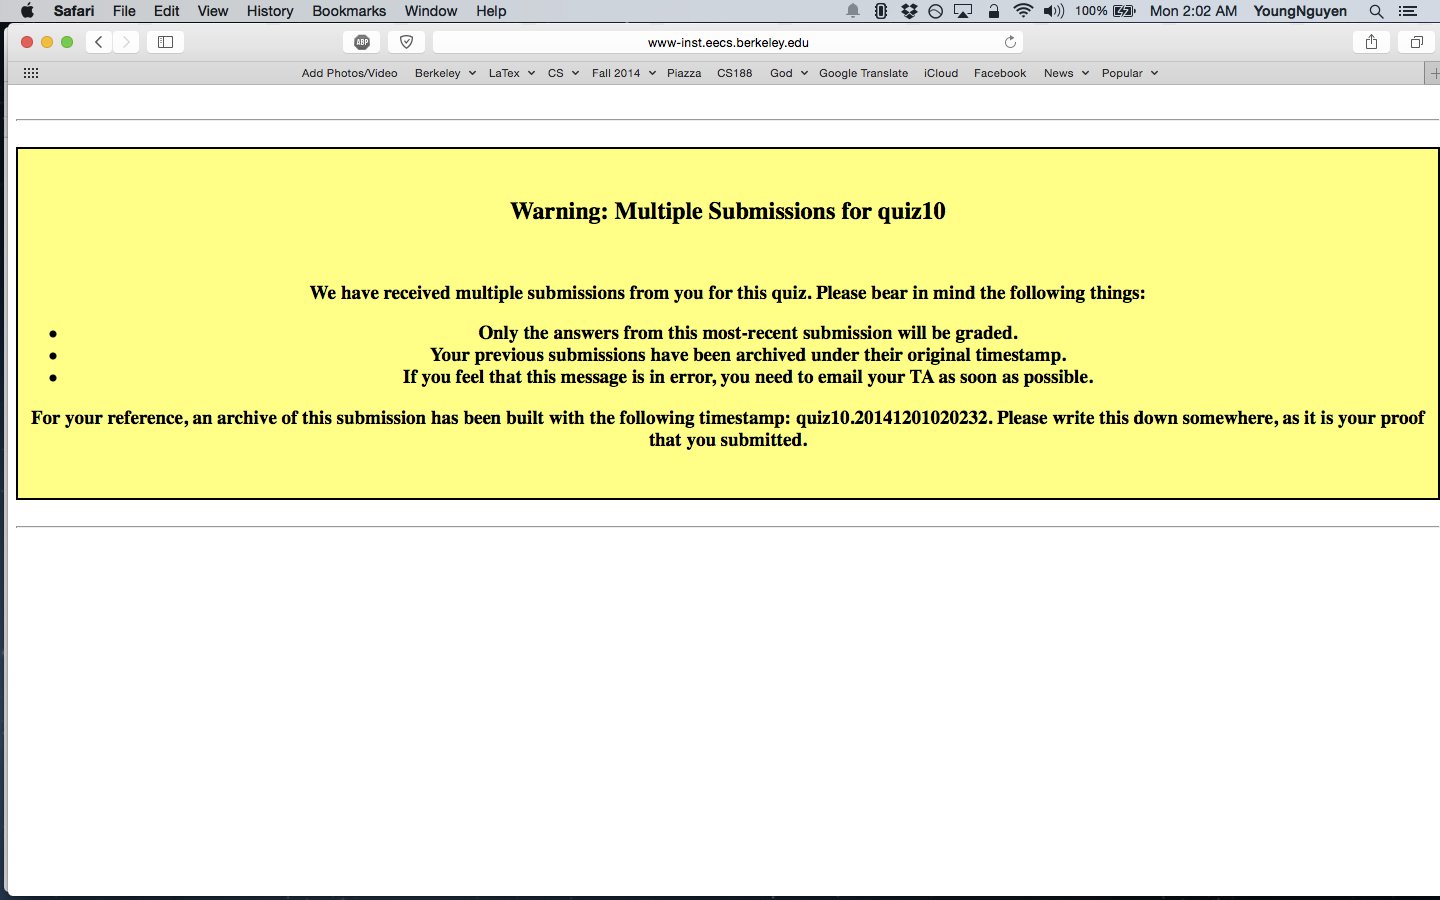 Safari File Edit View History Bookmarks Window Help 100% Mon 2:02 AM YoungNguyen
ABP www-inst.eecs.berkeley.edu
Add Photos/Video Berkeley LaTex CS Fall 2014 Piazza CS188 God Google Translate iCloud Facebook News Popular
Warning: Multiple Submissions for quiz10
We have received multiple submissions from you for this quiz. Please bear in mind the following things:
• Only the answers from this most-recent submission will be graded.
• Your previous submissions have been archived under their original timestamp.
• If you feel that this message is in error, you need to email your TA as soon as possible.
For your reference, an archive of this submission has been built with the following timestamp: quiz10.20141201020232. Please write this down somewhere, as it is your proof
that you submitted.